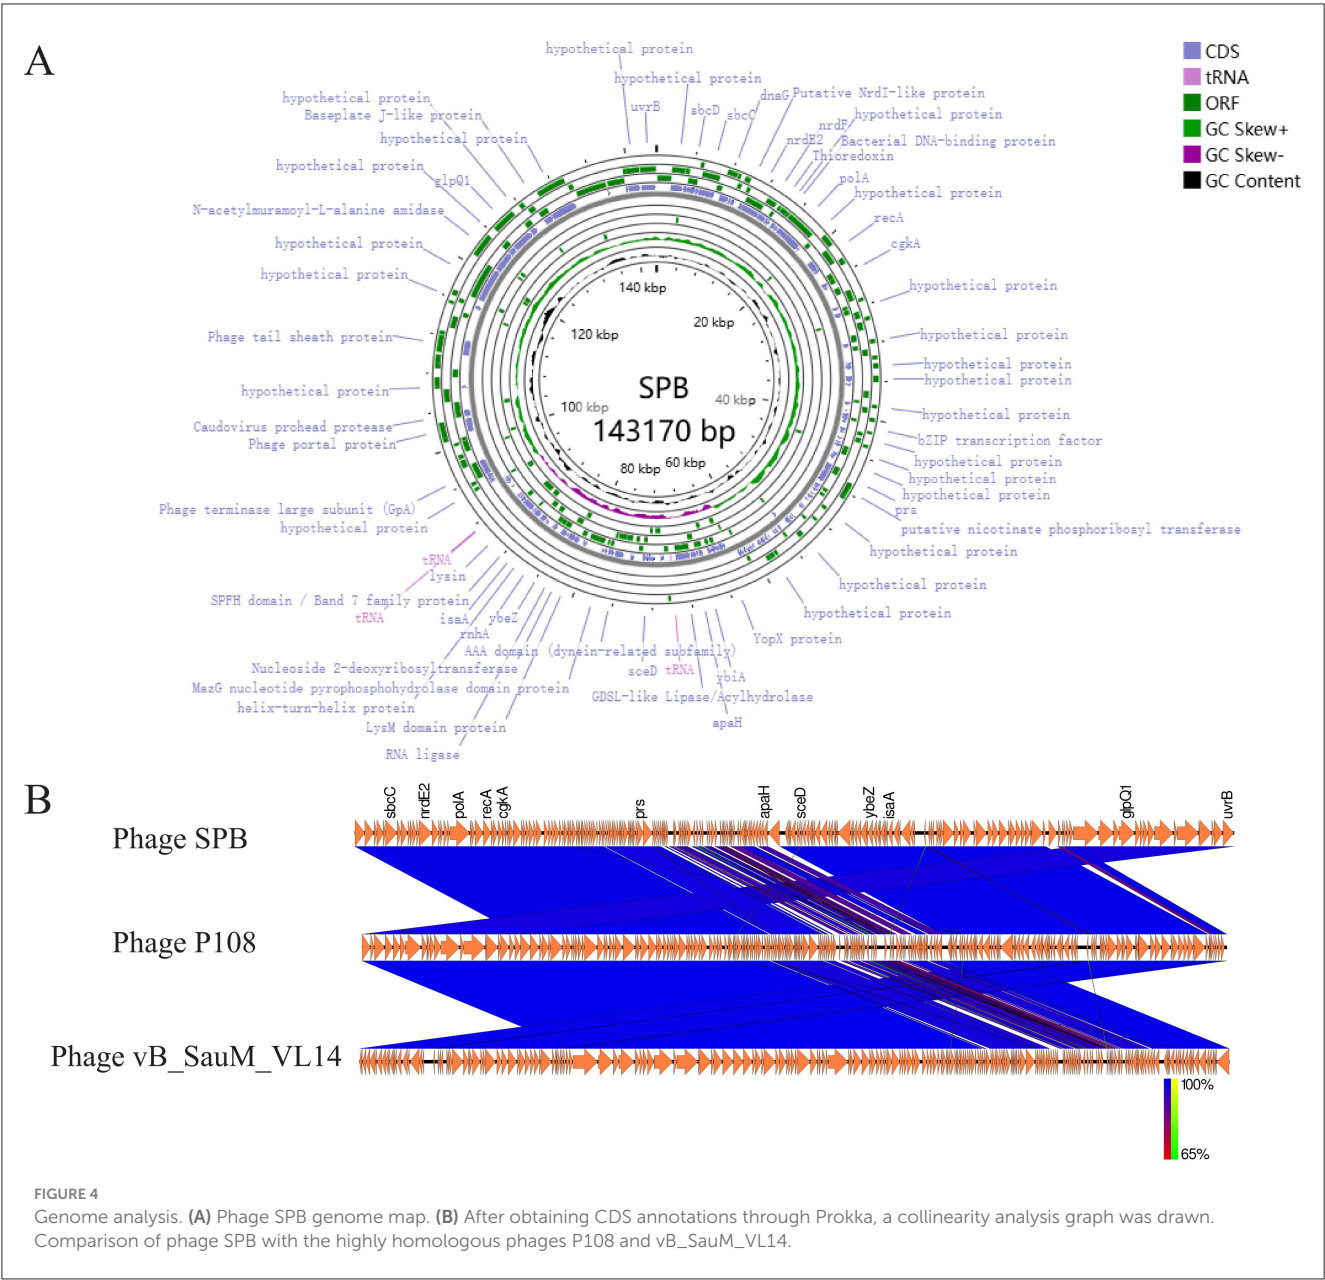 A
hypothetical protein
hypothetical protein
uvrB
sbcD
sbcC
dnaG
Putative NrdI-like protein
hypothetical protein
nrdF
nrdE2
Bacterial DNA-binding protein
Thioredoxin
polA
hypothetical protein
recA
cgkA
hypothetical protein
hypothetical protein
hypothetical protein
hypothetical protein
hypothetical protein
bZIP transcription factor
hypothetical protein
hypothetical protein
hypothetical protein
prs
putative nicotinate phosphoribosyl transferase
hypothetical protein
hypothetical protein
hypothetical protein
YopX protein
ybiA
apaH
GDSL-like Lipase/Acylhydrolase
tRNA
sceD
AAA domain (dynein-related subfamily)
ybeZ
rnhA
isaA
RNA ligase
LysM domain protein
helix-turn-helix protein
MazG nucleotide pyrophosphohydrolase domain protein
Nucleoside 2-deoxyribosyltransferase
tRNA
SPFH domain / Band 7 family protein
lysin
tRNA
hypothetical protein
Phage terminase large subunit (GpA)
Phage portal protein
Caudovirus prohead protease
hypothetical protein
Phage tail sheath protein
hypothetical protein
hypothetical protein
N-acetylmuramoyl-L-alanine amidase
glpQ1
hypothetical protein
hypothetical protein
Baseplate J-like protein
hypothetical protein
CDS
tRNA
ORF
GC Skew+
GC Skew-
GC Content
140 kbp
20 kbp
40 kbp
60 kbp
80 kbp
100 kbp
120 kbp
SPB
143170 bp
B
sbcC
nrdE2
polA
recA
cgkA
prs
apaH
sceD
ybeZ
isaA
glpQ1
uvrB
Phage SPB
Phage P108
Phage vB_SauM_VL14
100%
65%
FIGURE 4
Genome analysis. (A) Phage SPB genome map. (B) After obtaining CDS annotations through Prokka, a collinearity analysis graph was drawn.
Comparison of phage SPB with the highly homologous phages P108 and vB_SauM_VL14.